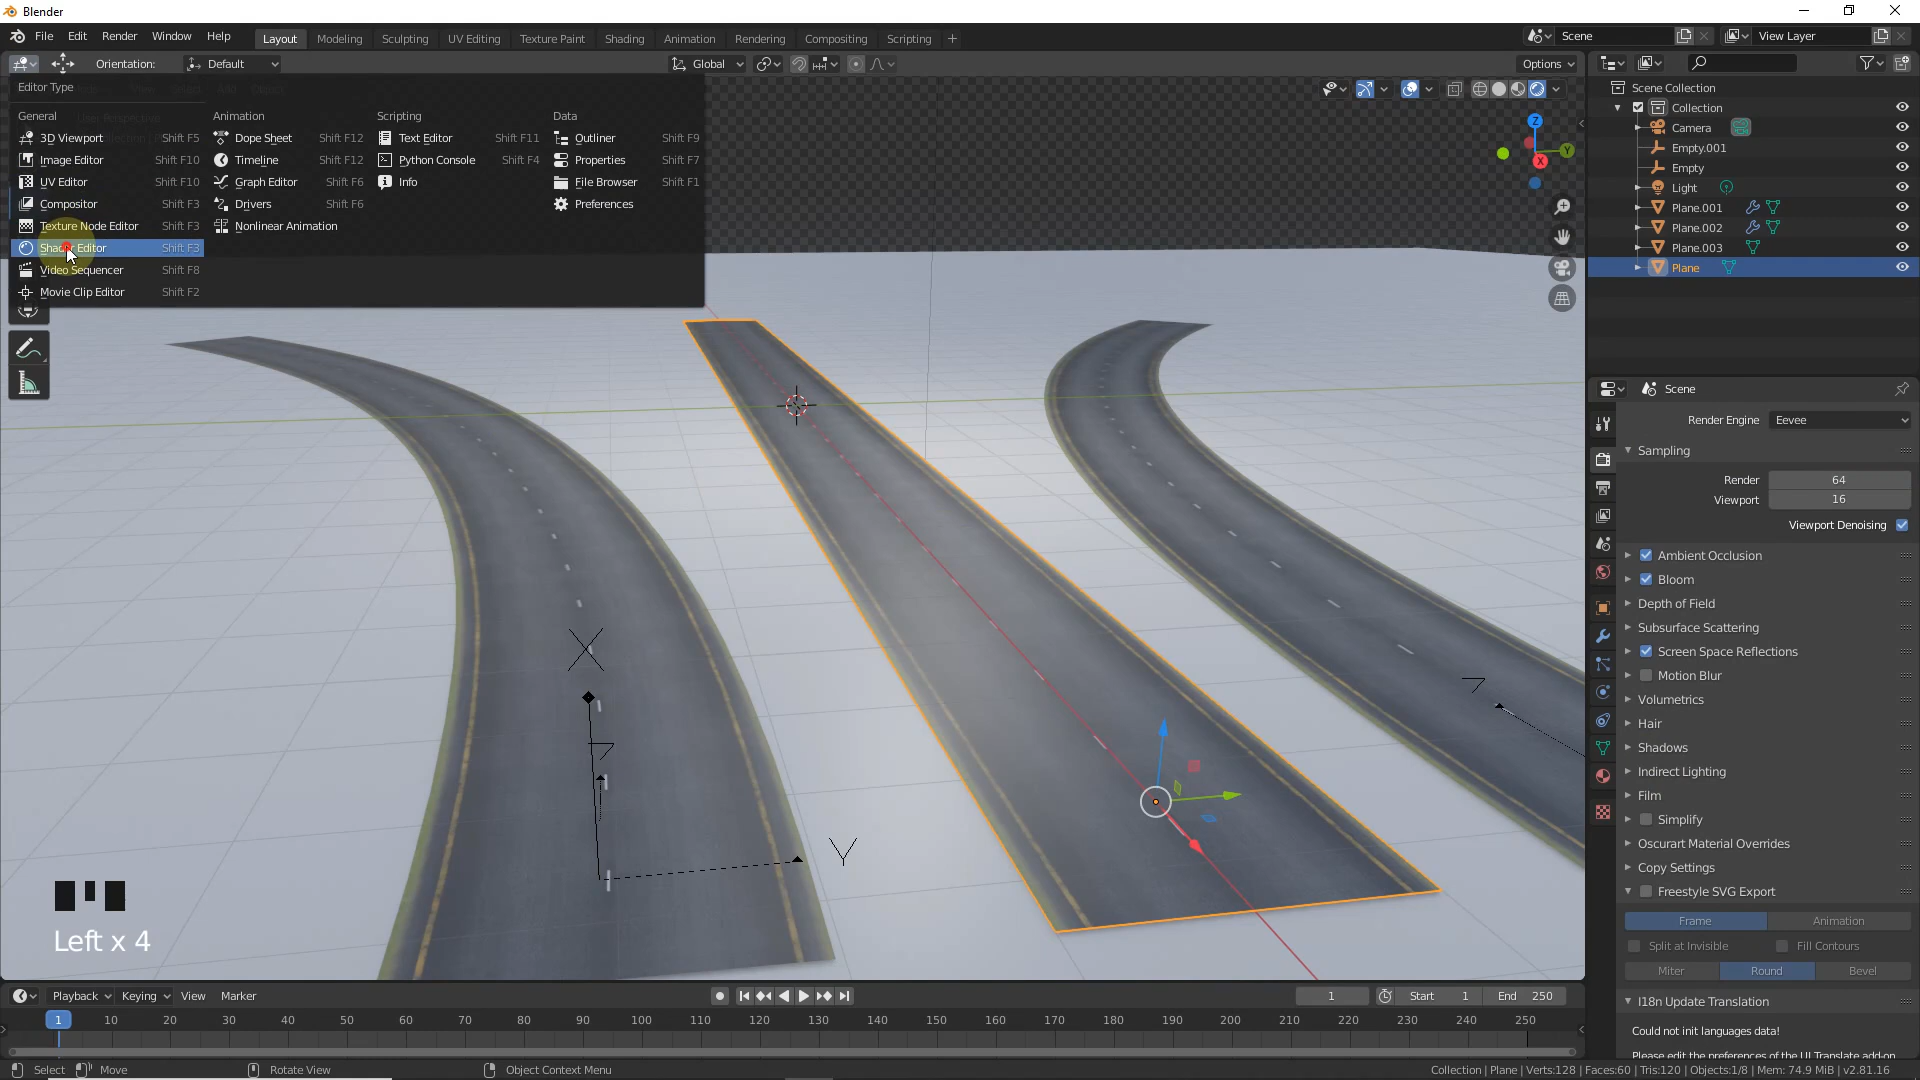 Blender
File Edit Render Window Help
Layout Modeling Sculpting UV Editing Texture Paint Shading Animation Rendering Compositing Scripting +
Scene
View Layer
Orientation: Default
Global
Options
Editor Type
General
3D Viewport Shift F5
Image Editor Shift F10
UV Editor Shift F10
Compositor Shift F3
Texture Node Editor Shift F3
Shader Editor Shift F3
Video Sequencer Shift F8
Movie Clip Editor Shift F2
Animation
Dope Sheet Shift F12
Timeline Shift F12
Graph Editor Shift F6
Drivers Shift F6
Nonlinear Animation
Scripting
Text Editor Shift F11
Python Console Shift F4
Info
Data
Outliner Shift F9
Properties Shift F7
File Browser Shift F1
Preferences
Z
Y
X
X
Z
Y
Z
Left x 4
Scene Collection
Collection
Camera
Empty.001
Empty
Light
Plane.001
Plane.002
Plane.003
Plane
Scene
Render Engine Eevee
Sampling
Render 64
Viewport 16
Viewport Denoising
Ambient Occlusion
Bloom
Depth of Field
Subsurface Scattering
Screen Space Reflections
Motion Blur
Volumetrics
Hair
Shadows
Indirect Lighting
Film
Simplify
Oscurart Material Overrides
Copy Settings
Freestyle SVG Export
Frame Animation
Split at Invisible Fill Contours
Miter Round Bevel
I18n Update Translation
Could not init languages data!
Please edit the preferences of the UI Translate add-on
Playback Keying View Marker
1 Start 1 End 250
1 10 20 30 40 50 60 70 80 90 100 110 120 130 140 150 160 170 180 190 200 210 220 230 240 250
Select Move Rotate View Object Context Menu
Collection | Plane | Verts:128 | Faces:60 | Tris:120 | Objects:1/8 | Mem: 74.9 MiB | v2.81.16